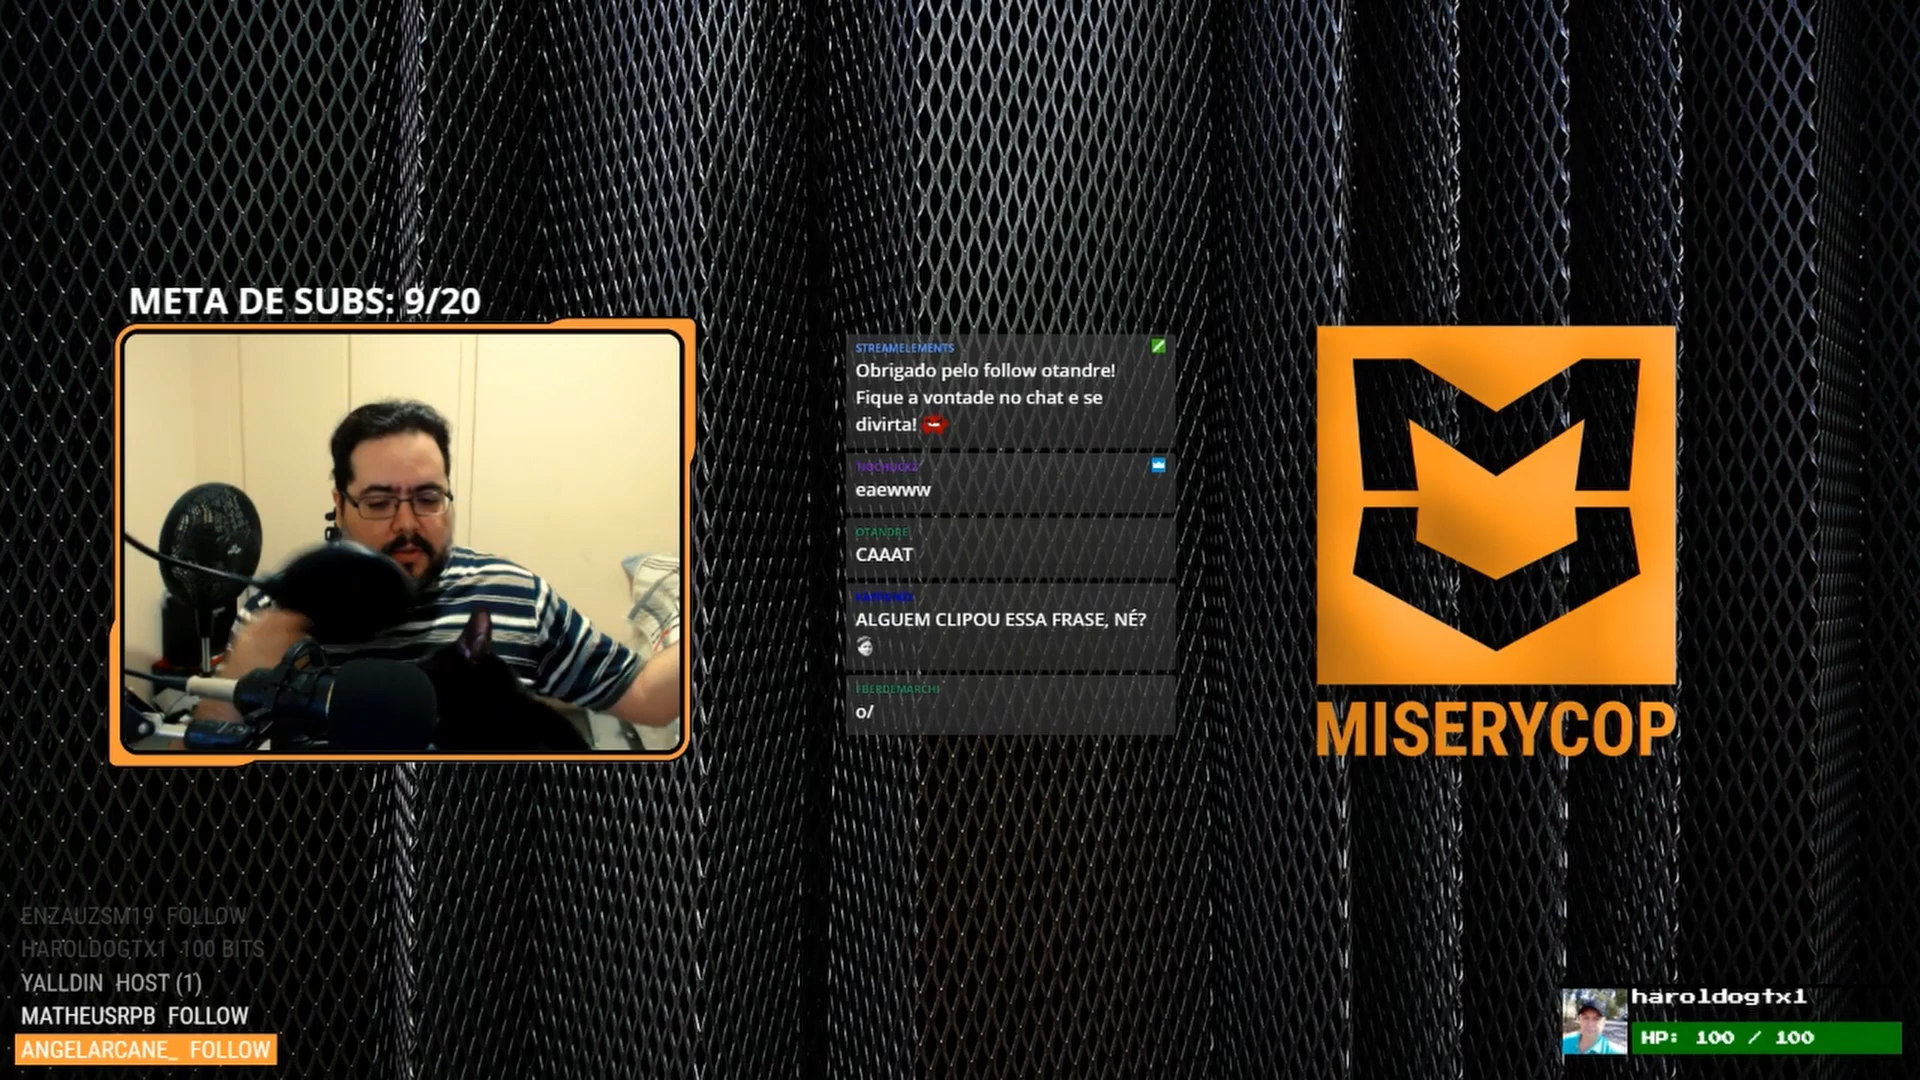 META DE SUBS: 9/20
STREAMELEMENTS
Obrigado pelo follow otandre!
Fique a vontade no chat e se
divirta!
eaewww
OTANDRE
CAAAT
ALGUEM CLIPOU ESSA FRASE, NÉ?
FBERDEMARCHI
o/
MISERYCOP
ENZAUZSM19 FOLLOW
HAROLDOGTX1 100 BITS
YALLDIN HOST (1)
MATHEUSRPB FOLLOW
ANGELARCANE_ FOLLOW
haroldogtx1
HP: 100 / 100